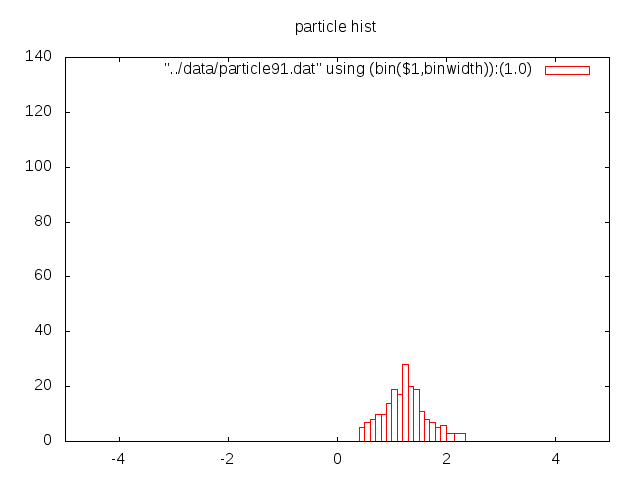 particle hist
140
"../data/particle91.dat" using (bin($1,binwidth)):(1.0)
120
100
80
60
40
20
0
-4 -2 0 2 4